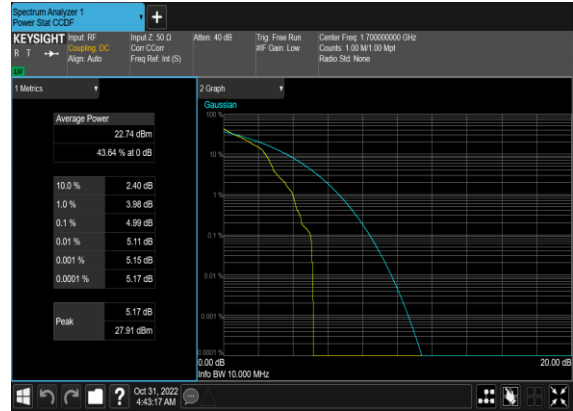 Spectrum Analyzer 1
Power Stat CCDF
KEYSIGHT
R T
LXI
Input: RF
Coupling: DC
Align: Auto
Input Z: 50 Ω
Corr CCorr
Freq Ref: Int (S)
Atten: 40 dB
Trig: Free Run
#IF Gain: Low
Center Freq: 1.700000000 GHz
Counts: 1.00 M/1.00 Mpt
Radio Std: None
1 Metrics
Average Power
22.74 dBm
43.64 % at 0 dB
10.0 % 2.40 dB
1.0 % 3.98 dB
0.1 % 4.99 dB
0.01 % 5.11 dB
0.001 % 5.15 dB
0.0001 % 5.17 dB
Peak 5.17 dB
27.91 dBm
2 Graph
Gaussian
100 %
10 %
1 %
0.1 %
0.01 %
0.001 %
0.0001 %
0.00 dB 20.00 dB
Info BW 10.000 MHz
? Oct 31, 2022
4:43:17 AM